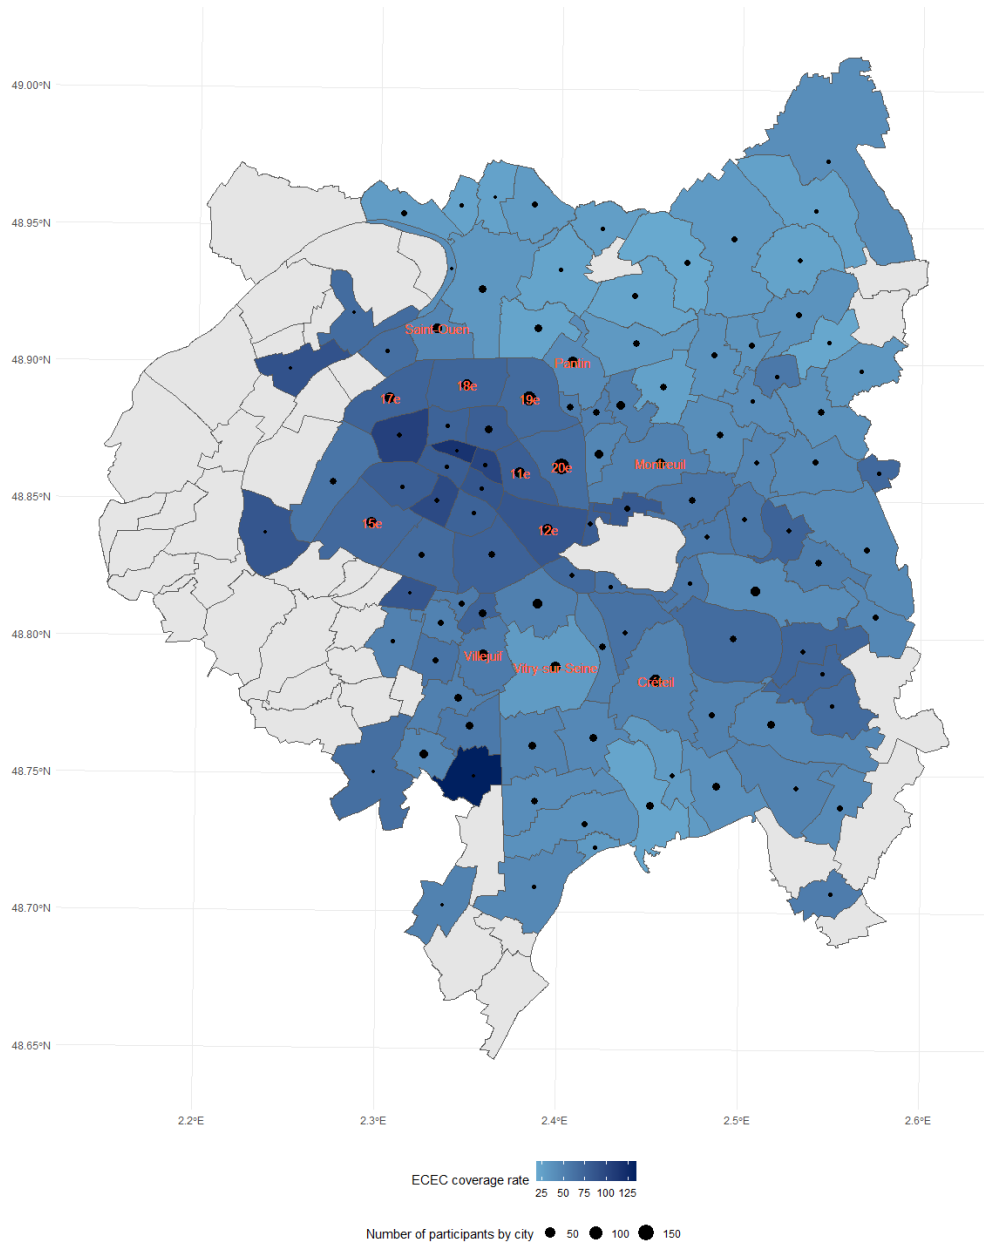 49.00°N
48.95°N
48.90°N
48.85°N
48.80°N
48.75°N
48.70°N
48.65°N
Saint-Ouen
Pantin
18e
17e
19e
Montreuil
20e
11e
15e
12e
Villejuif
Vitry-sur-Seine
Créteil
2.2°E 2.3°E 2.4°E 2.5°E 2.6°E
ECEC coverage rate
25 50 75 100 125
Number of participants by city 50 100 150